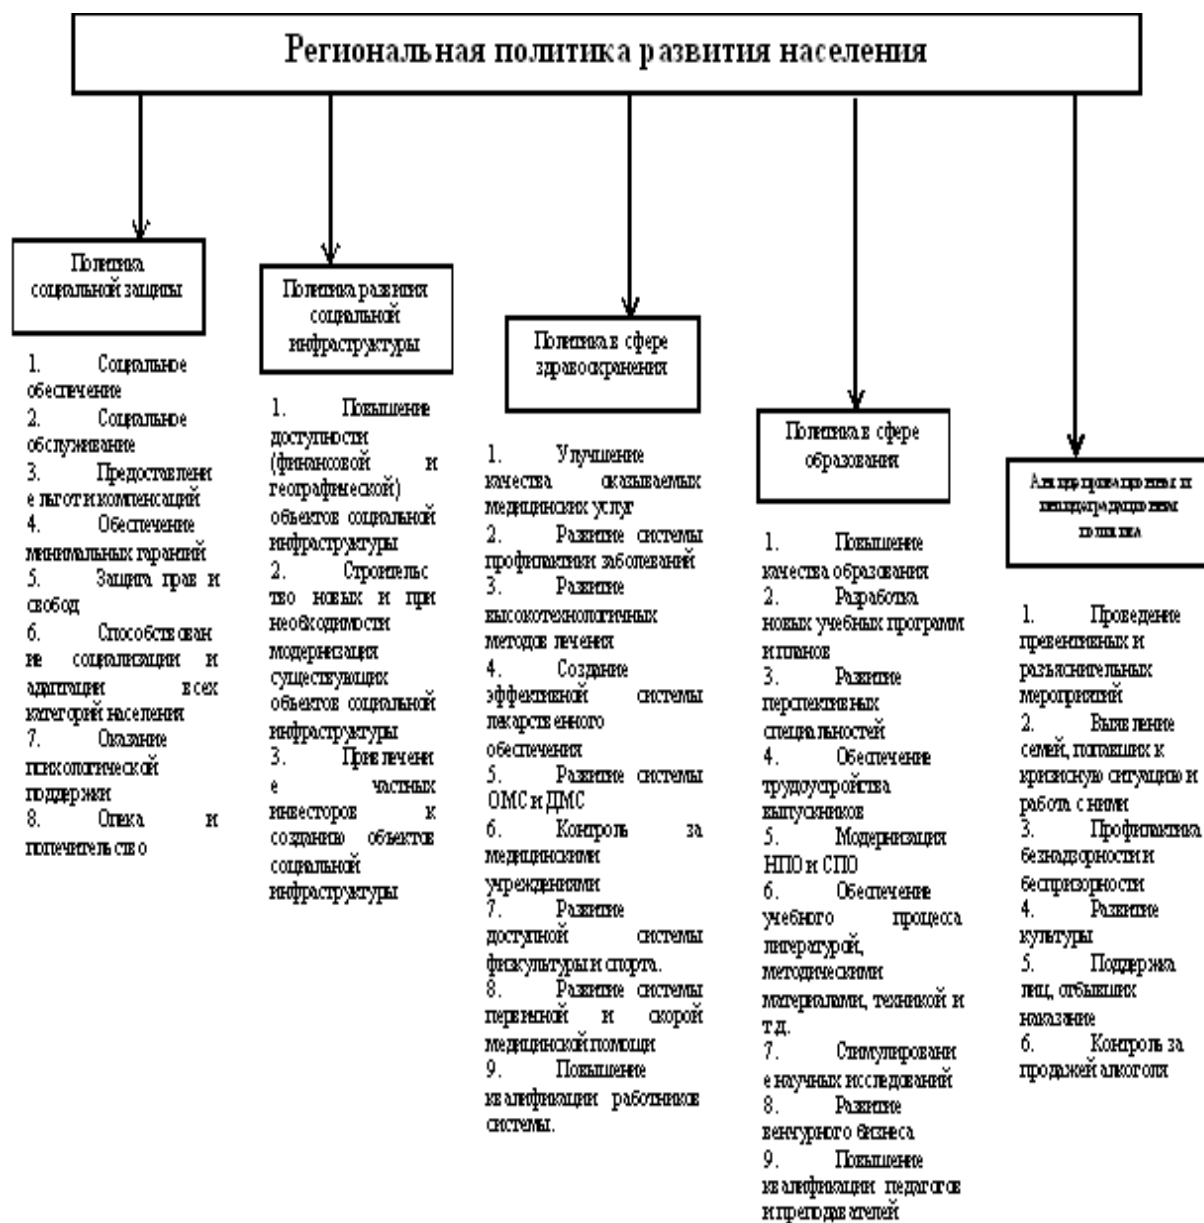 Региональная политика развития населения
Политика
социальной защиты
1. Социальное
обеспечение
2. Социальное
обслуживание
3. Предоставлени
е льгот и компенсаций
4. Обеспечение
минимальных гарантий
5. Защита прав и
свобод
6. Способствован
ие социализации и
адаптации всех
категорий населения
7. Оказание
психологической
поддержки
8. Опека и
попечительство
Политика развития
социальной
инфраструктуры
1. Повышение
доступности
(финансовой и
географической)
объектов социальной
инфраструктуры
2. Строительс
тво новых и при
необходимости
модернизация
существующих
объектов социальной
инфраструктуры
3. Привлечени
е частных
инвесторов к
созданию объектов
социальной
инфраструктуры
Политика в сфере
здравоохранения
1. Улучшение
качества оказываемых
медицинских услуг
2. Развитие системы
профилактики заболеваний
3. Развитие
высокотехнологичных
методов лечения
4. Создание
эффективной системы
лекарственного
обеспечения
5. Развитие системы
ОМС и ДМС
6. Контроль за
медицинскими
учреждениями
7. Развитие
доступной системы
физкультуры и спорта.
8. Развитие системы
первичной и скорой
медицинской помощи
9. Повышение
квалификации работников
системы.
Политика в сфере
образования
1. Повышение
качества образования
2. Разработка
новых учебных программ
и планов
3. Развитие
перспективных
специальностей
4. Обеспечение
трудоустройства
выпускников
5. Модернизация
НПО и СПО
6. Обеспечение
учебного процесса
литературой,
методическими
материалами, техникой и
т.д.
7. Стимулировани
е научных исследований
8. Развитие
венчурного бизнеса
9. Повышение
квалификации педагогов
и преподавателей
и
политика
1. Проведение
превентивных и
разъяснительных
мероприятий
2. Выявление
семей, попавших к
кризисную ситуацию и
работа с ними
3. Профилактика
безнадзорности и
беспризорности
4. Развитие
культуры
5. Поддержка
лиц, отбывших
наказание
6. Контроль за
продажей алкоголя